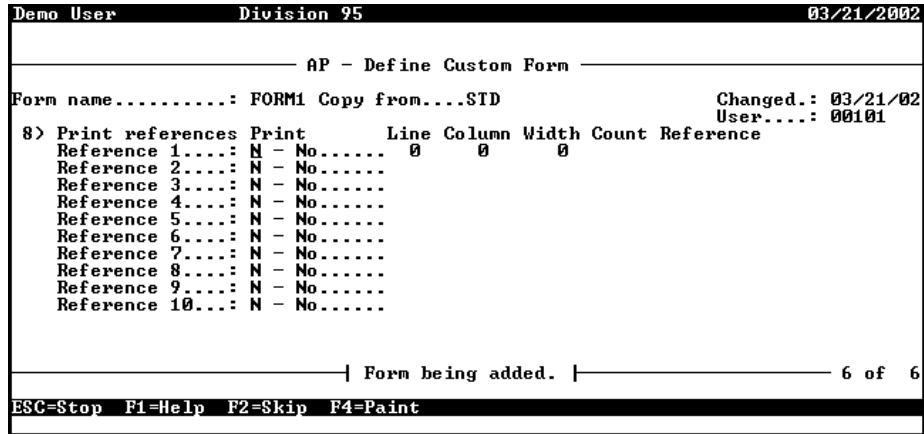 Demo User Division 95 03/21/2002
AP - Define Custom Form
Form name..........: FORM1 Copy from....STD Changed.: 03/21/02
User....: 00101
8) Print references Print Line Column Width Count Reference
Reference 1....: N - No...... 0 0 0
Reference 2....: N - No......
Reference 3....: N - No......
Reference 4....: N - No......
Reference 5....: N - No......
Reference 6....: N - No......
Reference 7....: N - No......
Reference 8....: N - No......
Reference 9....: N - No......
Reference 10...: N - No......
Form being added. 6 of 6
ESC=Stop F1=Help F2=Skip F4=Paint